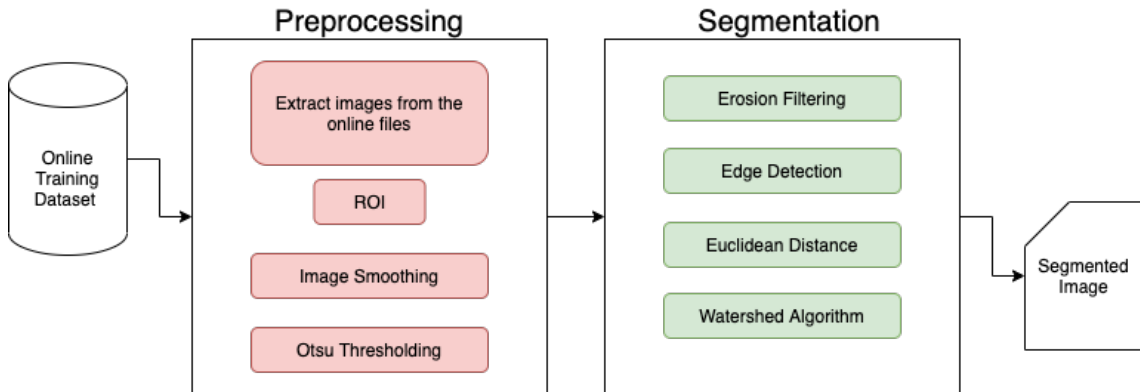 Preprocessing
Segmentation
Online
Training
Dataset
Extract images from the
online files
ROI
Image Smoothing
Otsu Thresholding
Erosion Filtering
Edge Detection
Euclidean Distance
Watershed Algorithm
Segmented
Image